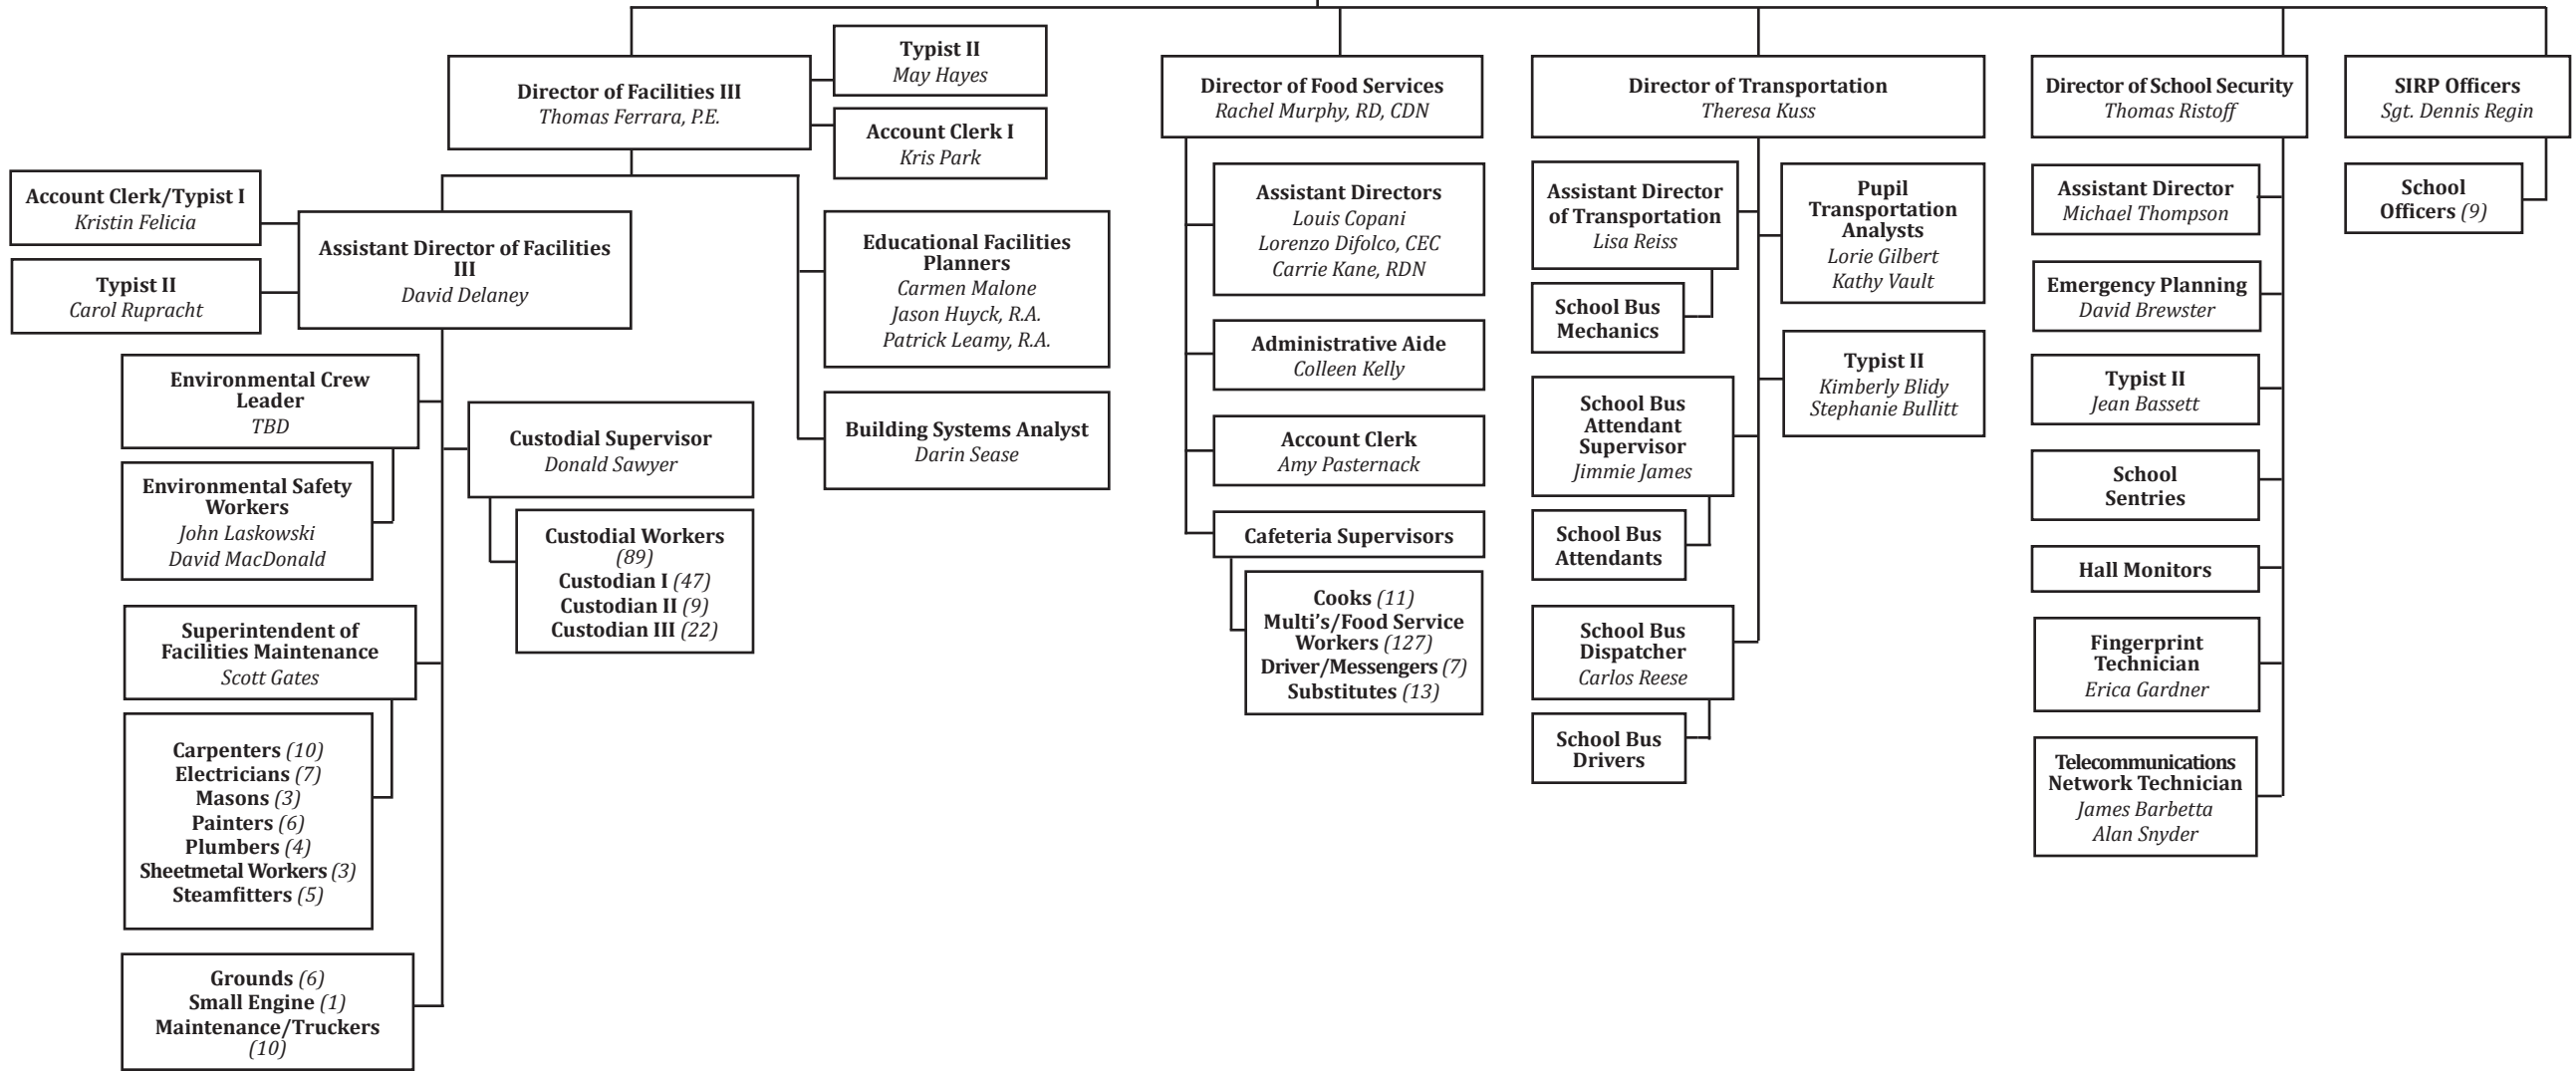 Typist II
May Hayes
Director of Facilities III
Thomas Ferrara, P.E.
Account Clerk I
Kris Park
Account Clerk/Typist I
Kristin Felicia
Typist II
Carol Rupracht
Assistant Director of Facilities
III
David Delaney
Educational Facilities
Planners
Carmen Malone
Jason Huyck, R.A.
Patrick Leamy, R.A.
Building Systems Analyst
Darin Sease
Environmental Crew
Leader
TBD
Environmental Safety
Workers
John Laskowski
David MacDonald
Custodial Supervisor
Donald Sawyer
Custodial Workers
(89)
Custodian I (47)
Custodian II (9)
Custodian III (22)
Superintendent of
Facilities Maintenance
Scott Gates
Carpenters (10)
Electricians (7)
Masons (3)
Painters (6)
Plumbers (4)
Sheetmetal Workers (3)
Steamfitters (5)
Grounds (6)
Small Engine (1)
Maintenance/Truckers
(10)
Director of Food Services
Rachel Murphy, RD, CDN
Assistant Directors
Louis Copani
Lorenzo Difolco, CEC
Carrie Kane, RDN
Administrative Aide
Colleen Kelly
Account Clerk
Amy Pasternack
Cafeteria Supervisors
Cooks (11)
Multi's/Food Service
Workers (127)
Driver/Messengers (7)
Substitutes (13)
Director of Transportation
Theresa Kuss
Assistant Director
of Transportation
Lisa Reiss
School Bus
Mechanics
School Bus
Attendant
Supervisor
Jimmie James
School Bus
Attendants
School Bus
Dispatcher
Carlos Reese
School Bus
Drivers
Pupil
Transportation
Analysts
Lorie Gilbert
Kathy Vault
Typist II
Kimberly Blidy
Stephanie Bullitt
Director of School Security
Thomas Ristoff
Assistant Director
Michael Thompson
Emergency Planning
David Brewster
Typist II
Jean Bassett
School
Sentries
Hall Monitors
Fingerprint
Technician
Erica Gardner
Telecommunications
Network Technician
James Barbetta
Alan Snyder
SIRP Officers
Sgt. Dennis Regin
School
Officers (9)